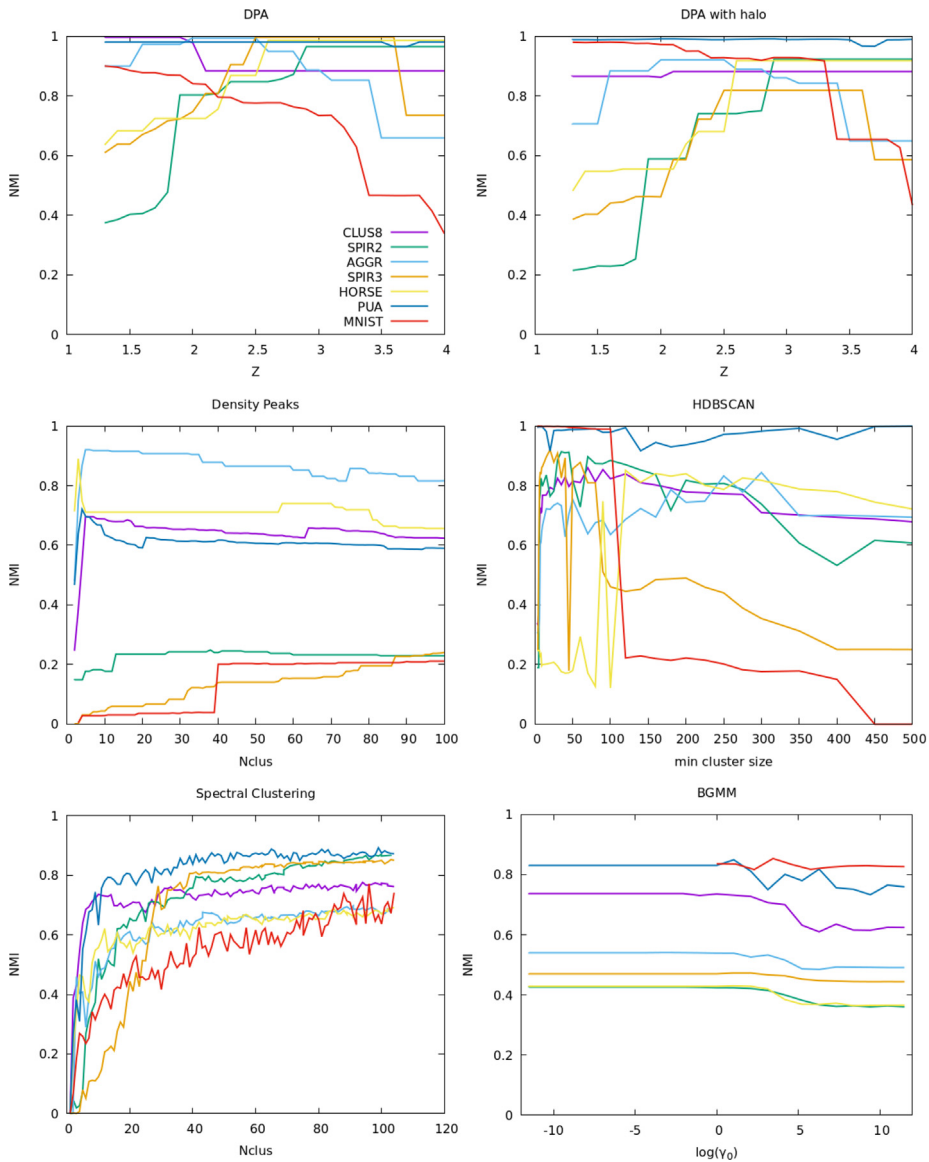 DPA
DPA with halo
1
0.8
0.6
0.4
0.2
0
NMI
CLUS8
SPIR2
AGGR
SPIR3
HORSE
PUA
MNIST
1 1.5 2 2.5 3 3.5 4
Z
1
0.8
0.6
0.4
0.2
0
NMI
1 1.5 2 2.5 3 3.5 4
Z
Density Peaks
HDBSCAN
1
0.8
0.6
0.4
0.2
0
NMI
0 10 20 30 40 50 60 70 80 90 100
Nclus
1
0.8
0.6
0.4
0.2
0
NMI
0 50 100 150 200 250 300 350 400 450 500
min cluster size
Spectral Clustering
BGMM
1
0.8
0.6
0.4
0.2
0
NMI
0 20 40 60 80 100 120
Nclus
1
0.8
0.6
0.4
0.2
0
NMI
-10 -5 0 5 10
log(γ₀)